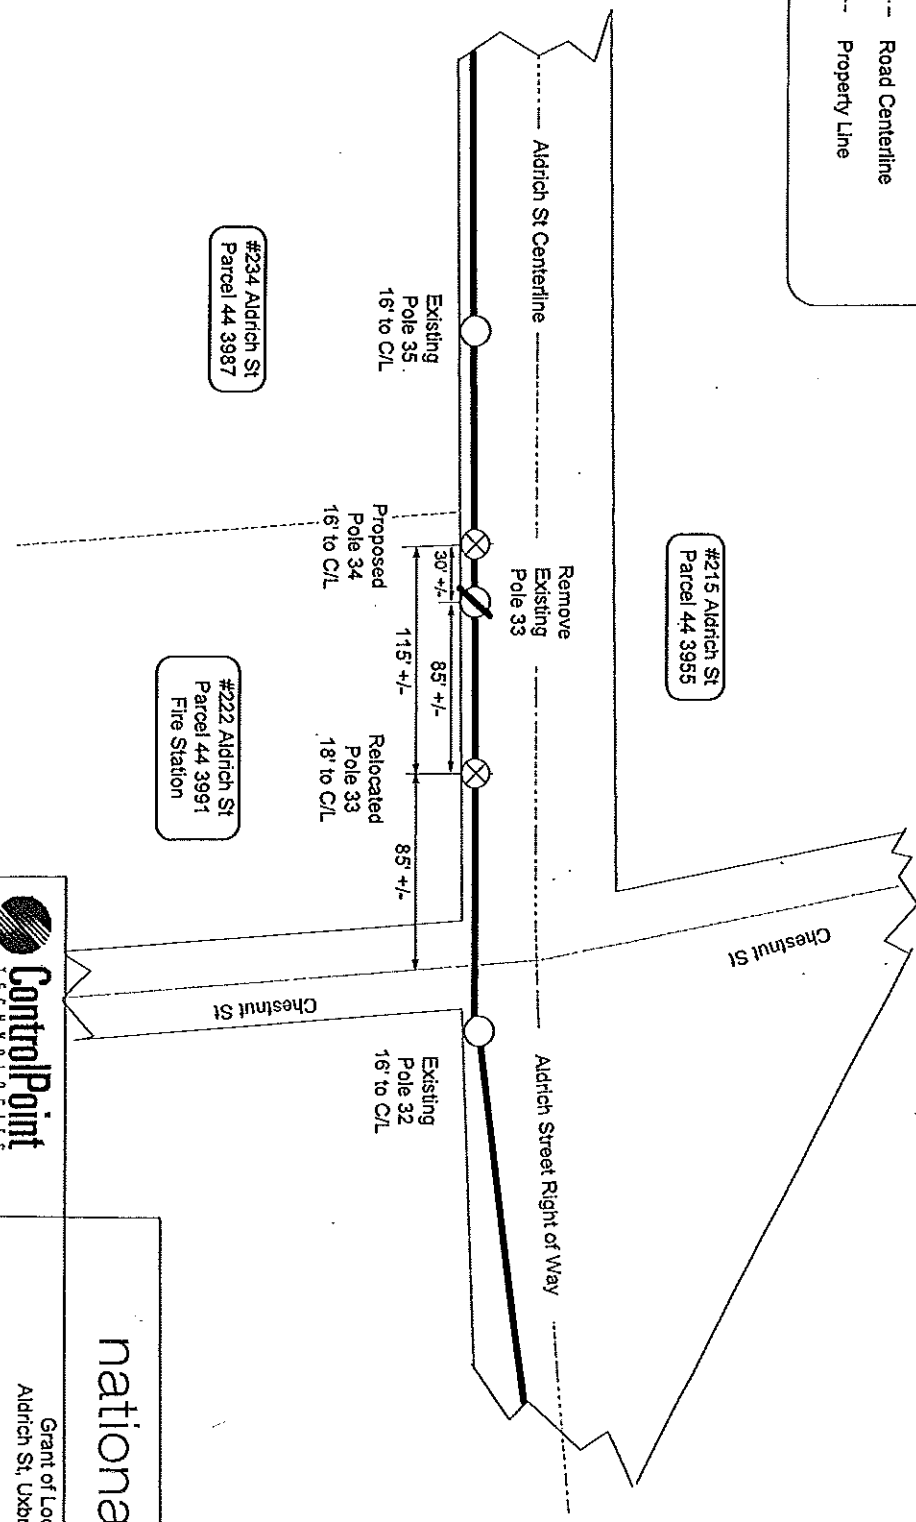 Road Centerline
Property Line
Aldrich St Centerline
#215 Aldrich St
Parcel 44 3955
Remove
Existing
Pole 33
#234 Aldrich St
Parcel 44 3987
Existing
Pole 35
16' to C/L
Proposed
Pole 34
16' to C/L
30' +/-
85' +/-
115' +/-
85' +/-
Relocated
Pole 33
18' to C/L
#222 Aldrich St
Parcel 44 3991
Fire Station
Chestnut St
Chestnut St
Existing
Pole 32
16' to C/L
Aldrich Street Right of Way
ControlPoint
Grant of
Aldrich St,